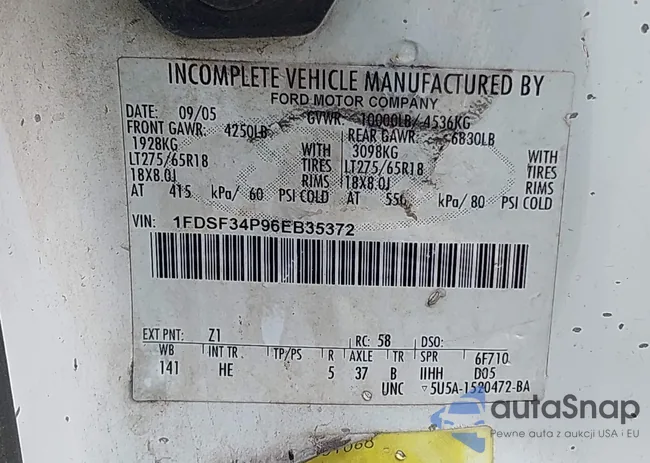 INCOMPLETE VEHICLE MANUFACTURED BY
FORD MOTOR COMPANY
DATE: 09/05 GVWR 10000LB/ 4536KG
FRONT GAWR: 4250LB REAR GAWR: 6830LB
1928KG WITH 3098KG WITH
LT275/65R18 TIRES LT275/65R18 TIRES
18X8.0J RIMS 18X8.0J RIMS
AT 415 kPa/ 60 PSI COLD AT 550 kPa/ 80 PSI COLD
VIN: 1FDSF34P96EB35372
EXT PNT: Z1 RC: 58 DSO:
WB INT TR TP/PS R AXLE TR SPR 6F710
141 HE 5 37 B IIHH D05
UNC 5U5A-1520472-BA
autoSnap
Pewne auta z aukcji USA i EU